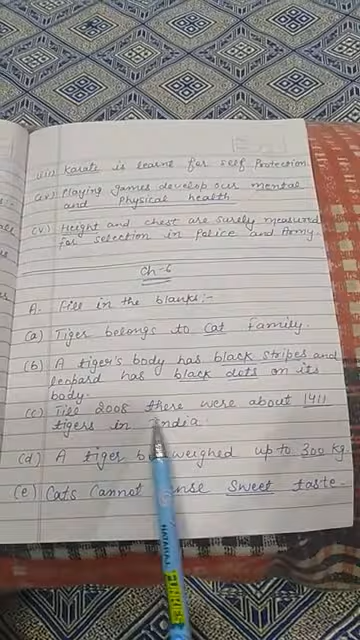 (iii) Karate is learnt for self Protection.
(iv) Playing games develop our mental
and Physical health
(v) Height and chest are surely measured
for selection in Police and Army.
Ch-6
A. Fill in the blanks:-
(a) Tiger belongs to Cat Family.
(b) A tiger's body has black stripes and
leopard has black dots on its
body.
(c) Till 2008 there were about 1411
tigers in India.
(d) A tiger weighed up to 300 kg.
(e) Cats Cannot Sweet taste.
HATARAJ